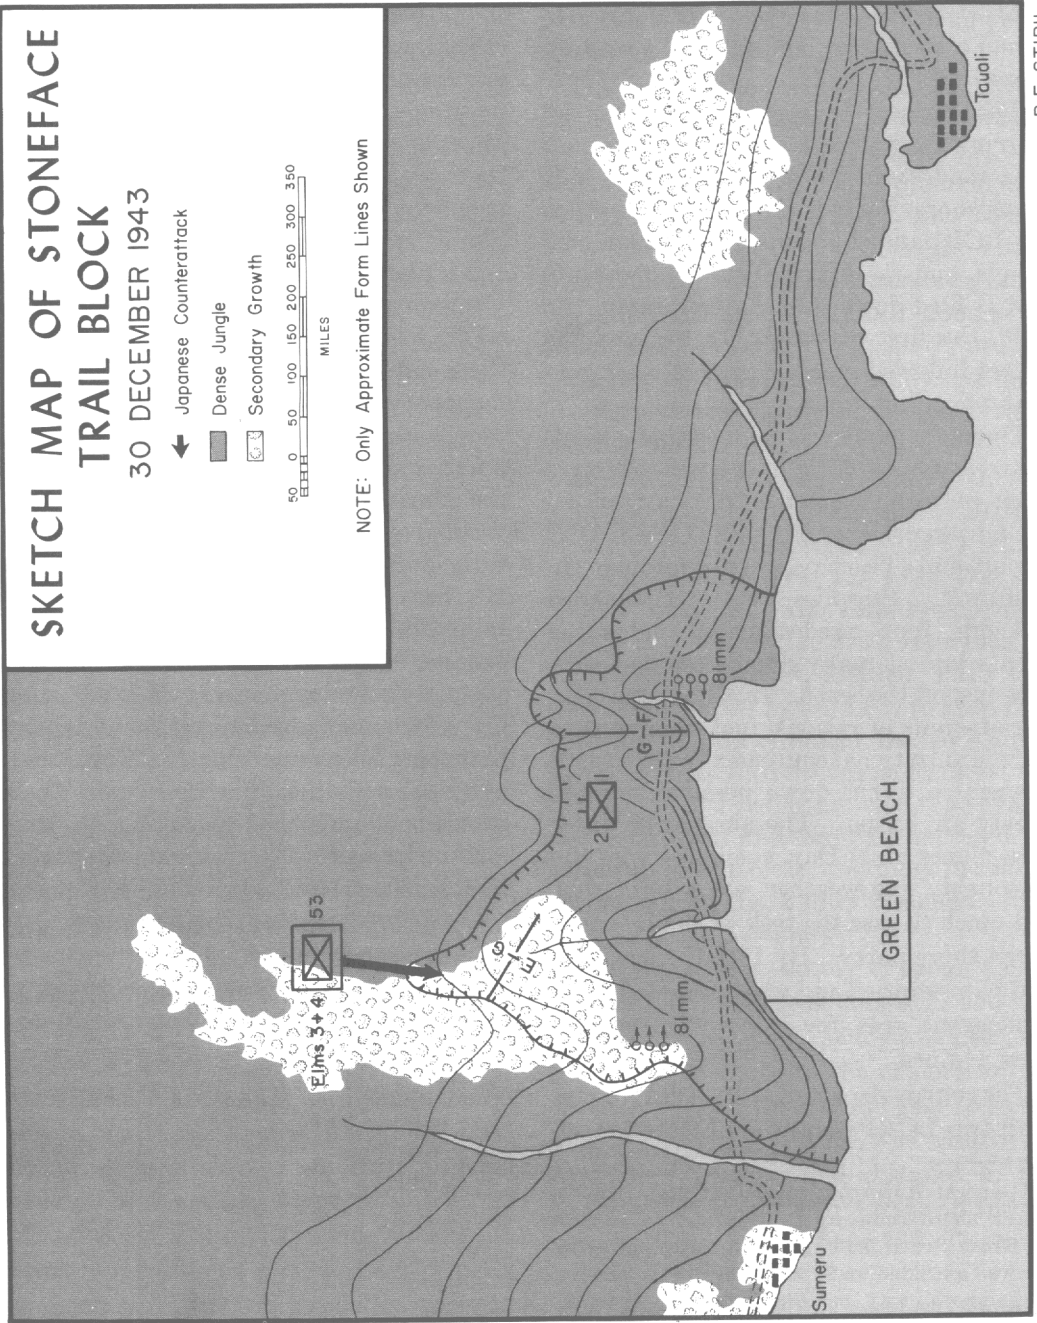 SKETCH MAP OF STONEFACE
TRAIL BLOCK
30 DECEMBER 1943
Japanese Counterattack
Dense Jungle
Secondary Growth
50 0 50 100 150 200 250 300 350
MILES
NOTE: Only Approximate Form Lines Shown
Elms 3+4 53
G
E
81mm
2 1
G F
81mm
GREEN BEACH
Sumeru
Tauali